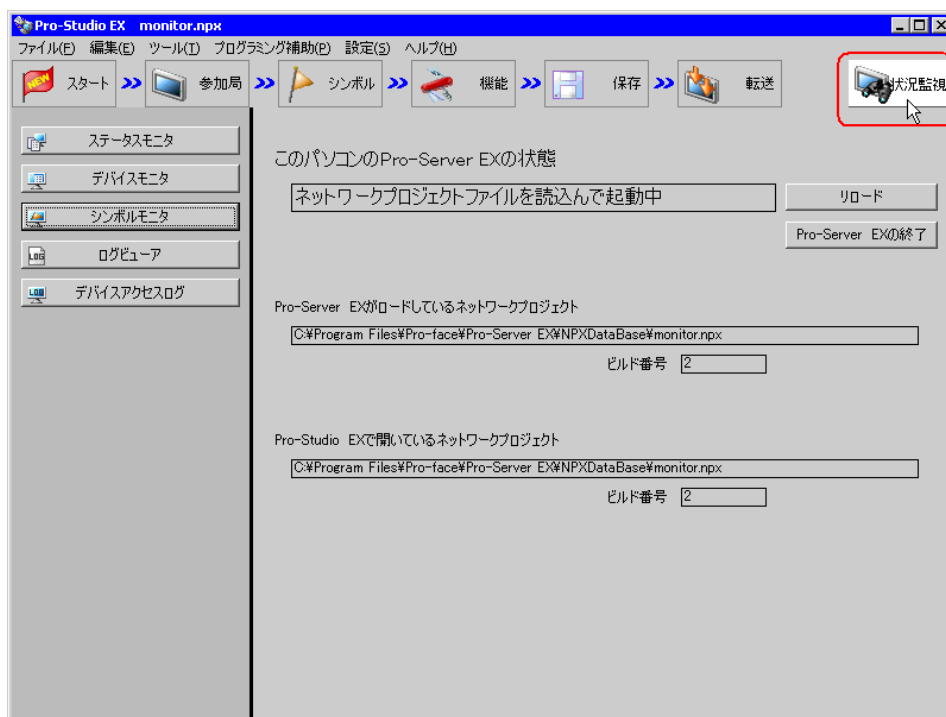 Pro-Studio EX monitor.npx
ファイル(F) 編集(E) ツール(T) プログラミング補助(P) 設定(S) ヘルプ(H)
NEW スタート 参加局 シンボル 機能 保存 転送 状況監視
ステータスモニタ
デバイスモニタ
シンボルモニタ
LOG ログビューア
LOG デバイスアクセスログ
このパソコンのPro-Server EXの状態
ネットワークプロジェクトファイルを読込んで起動中
リロード
Pro-Server EXの終了
Pro-Server EXがロードしているネットワークプロジェクト
C:¥Program Files¥Pro-face¥Pro-Server EX¥NPXDataBase¥monitor.npx
ビルド番号 2
Pro-Studio EXで開いているネットワークプロジェクト
C:¥Program Files¥Pro-face¥Pro-Server EX¥NPXDataBase¥monitor.npx
ビルド番号 2